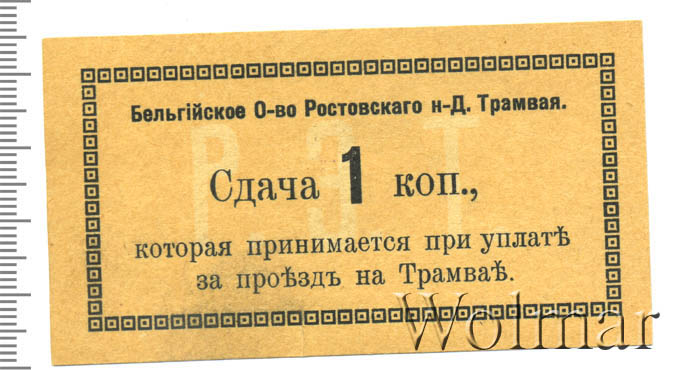 Бельгійское О-во Ростовскаго н-Д. Трамвая.
Р.Э.Т.
Сдача 1 коп.,
которая принимается при уплатѣ
за проѣздъ на Трамваѣ.
Wolmar